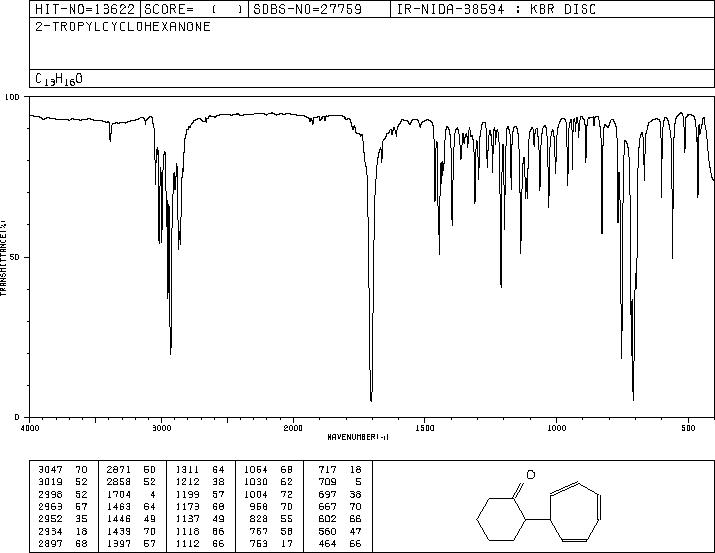 HIT-NO=13622 SCORE= ( ) SDBS-NO=27759 IR-NIDA-38594 : KBR DISC
2-TROPYLCYCLOHEXANONE
C13H16O
100
50
0
TRANSMITTANCE(%)
4000 3000 2000 1500 1000 500
WAVENUMBER(-1)
3047 70 2871 60 1311 64 1064 68 717 18
3019 52 2858 52 1212 38 1030 62 709 5
2998 52 1704 4 1199 57 1004 72 697 38
2963 57 1463 64 1173 68 958 70 667 70
2952 35 1446 49 1137 49 828 55 602 66
2934 18 1439 70 1118 66 767 58 560 47
2897 68 1397 57 1112 66 753 17 464 66
O